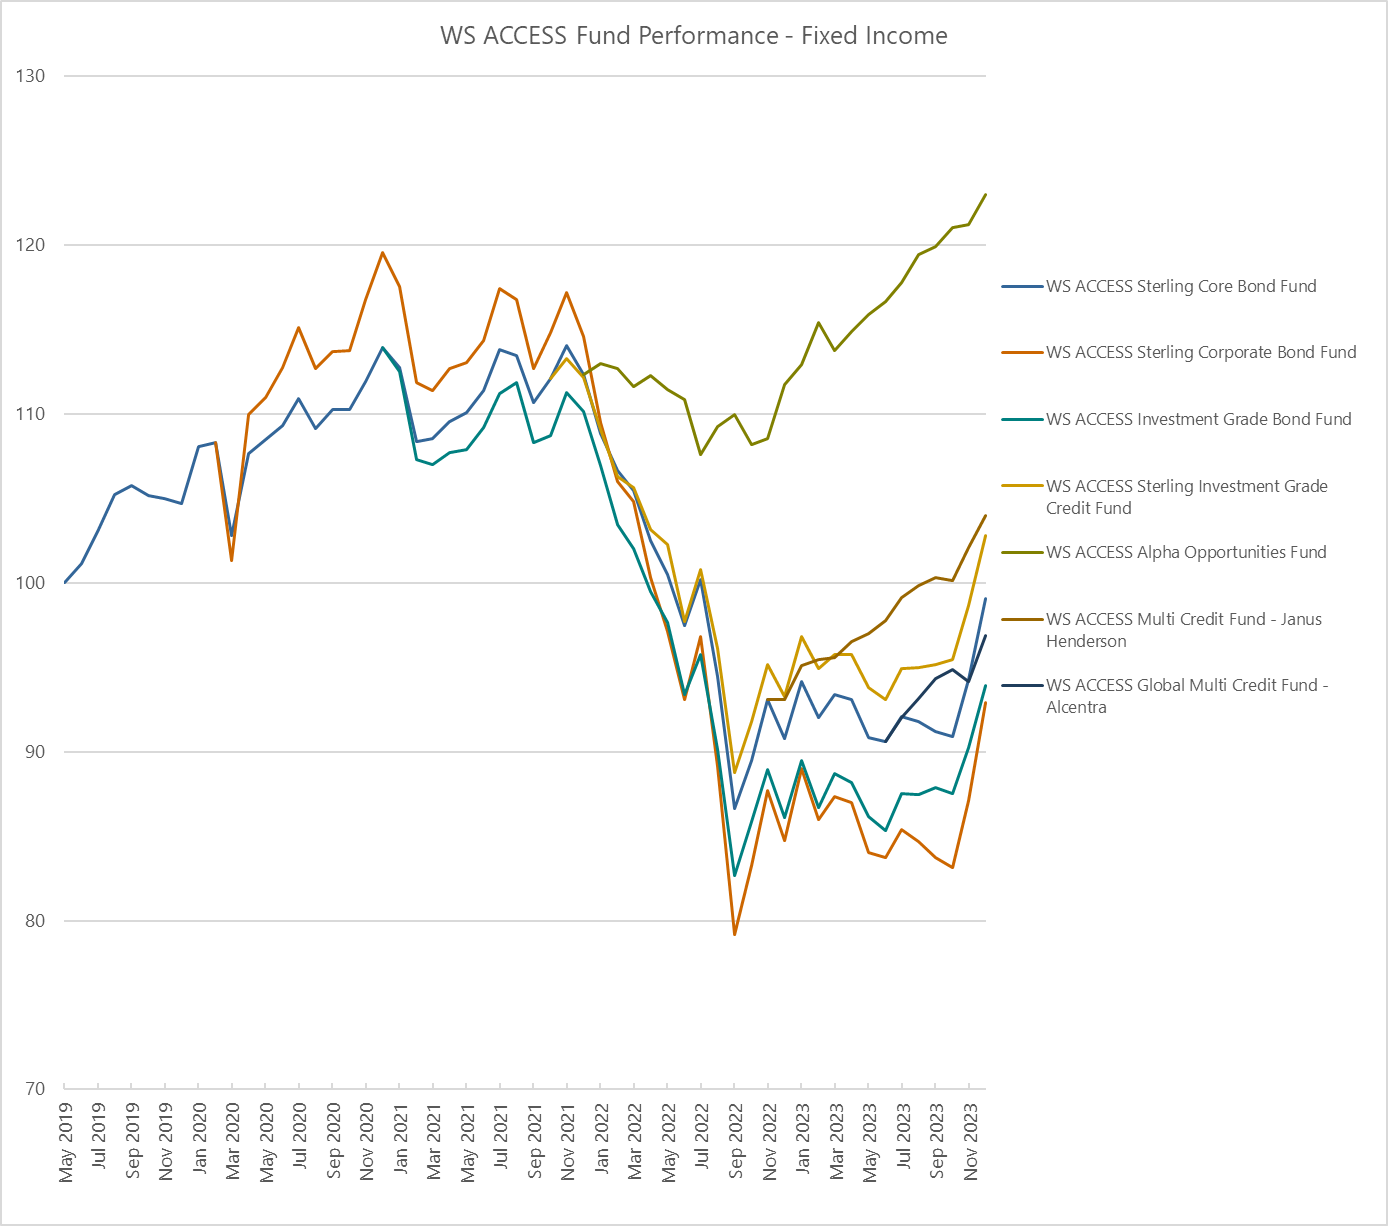 WS ACCESS Fund Performance - Fixed Income
130
120
110
100
90
80
70
May 2019
Jul 2019
Sep 2019
Nov 2019
Jan 2020
Mar 2020
May 2020
Jul 2020
Sep 2020
Nov 2020
Jan 2021
Mar 2021
May 2021
Jul 2021
Sep 2021
Nov 2021
Jan 2022
Mar 2022
May 2022
Jul 2022
Sep 2022
Nov 2022
Jan 2023
Mar 2023
May 2023
Jul 2023
Sep 2023
Nov 2023
WS ACCESS Sterling Core Bond Fund
WS ACCESS Sterling Corporate Bond Fund
WS ACCESS Investment Grade Bond Fund
WS ACCESS Sterling Investment Grade
Credit Fund
WS ACCESS Alpha Opportunities Fund
WS ACCESS Multi Credit Fund - Janus
Henderson
WS ACCESS Global Multi Credit Fund -
Alcentra